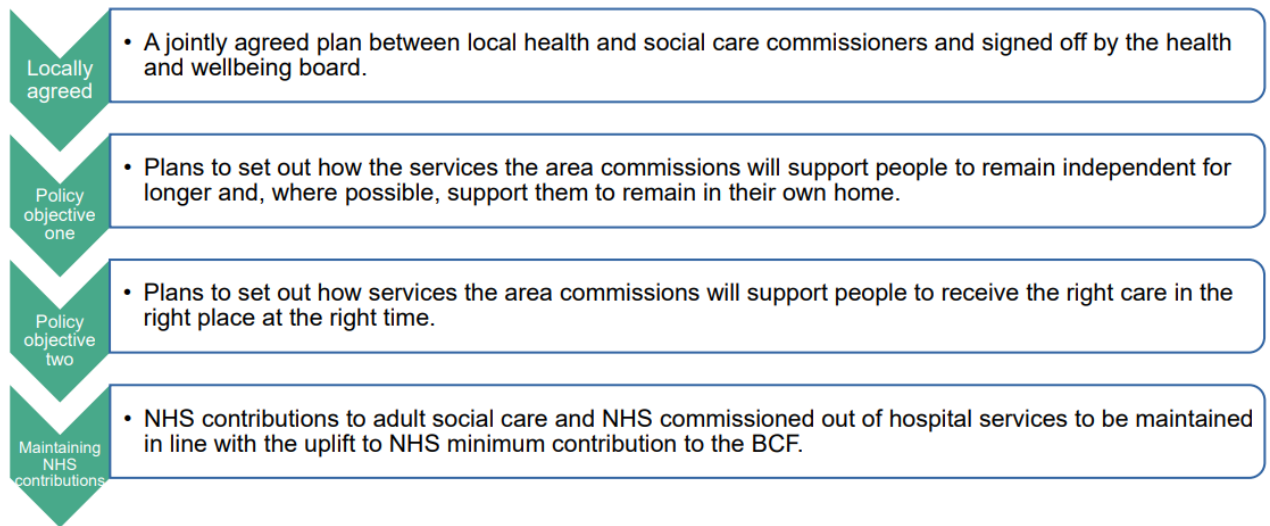 Locally
agreed
• A jointly agreed plan between local health and social care commissioners and signed off by the health
and wellbeing board.
Policy
objective
one
• Plans to set out how the services the area commissions will support people to remain independent for
longer and, where possible, support them to remain in their own home.
Policy
objective
two
• Plans to set out how services the area commissions will support people to receive the right care in the
right place at the right time.
Maintaining
NHS
contributions
• NHS contributions to adult social care and NHS commissioned out of hospital services to be maintained
in line with the uplift to NHS minimum contribution to the BCF.